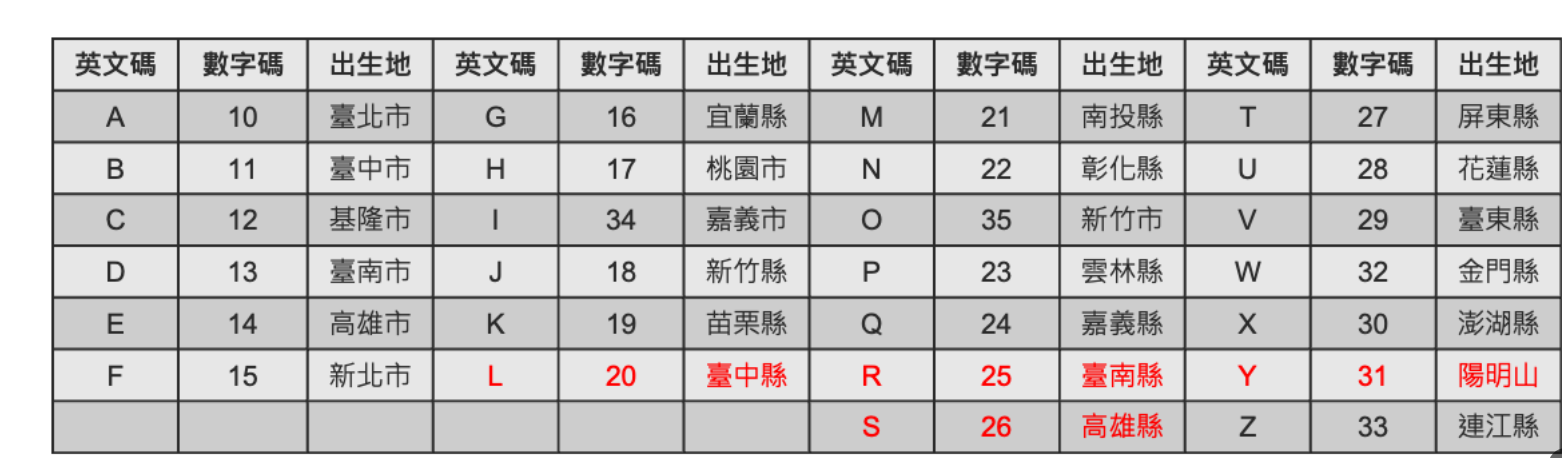 英文碼 數字碼 出生地 英文碼 數字碼 出生地 英文碼 數字碼 出生地 英文碼 數字碼 出生地
A 10 臺北市 G 16 宜蘭縣 M 21 南投縣 T 27 屏東縣
B 11 臺中市 H 17 桃園市 N 22 彰化縣 U 28 花蓮縣
C 12 基隆市 I 34 嘉義市 O 35 新竹市 V 29 臺東縣
D 13 臺南市 J 18 新竹縣 P 23 雲林縣 W 32 金門縣
E 14 高雄市 K 19 苗栗縣 Q 24 嘉義縣 X 30 澎湖縣
F 15 新北市 L 20 臺中縣 R 25 臺南縣 Y 31 陽明山
S 26 高雄縣 Z 33 連江縣